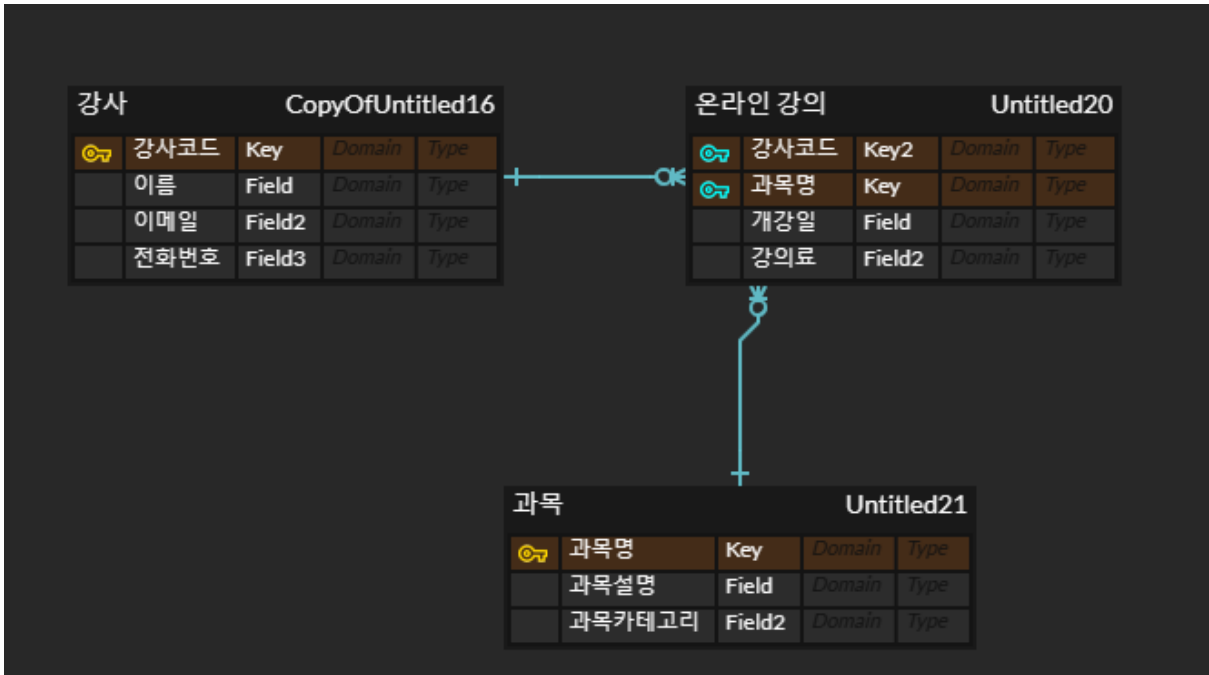 강사 CopyOfUntitled16
강사코드 Key Domain Type
이름 Field Domain Type
이메일 Field2 Domain Type
전화번호 Field3 Domain Type
온라인 강의 Untitled20
강사코드 Key2 Domain Type
과목명 Key Domain Type
개강일 Field Domain Type
강의료 Field2 Domain Type
과목 Untitled21
과목명 Key Domain Type
과목설명 Field Domain Type
과목카테고리 Field2 Domain Type